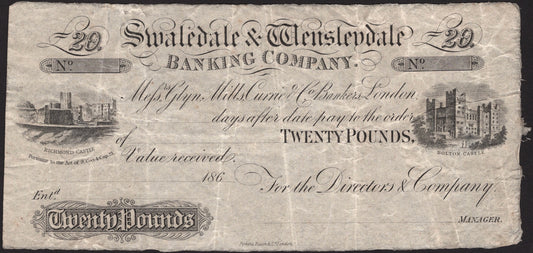 £20. Swaledale & Wensleydale £20.
No BANKING COMPANY. No
Messrs Glyn, Mills, Currie & Co. Bankers, London,
days after date pay to the order
of TWENTY POUNDS,
RICHMOND CASTLE
BOLTON CASTLE
Value received.
186
For the Directors & Company.
Entd
Twenty Pounds
MANAGER.